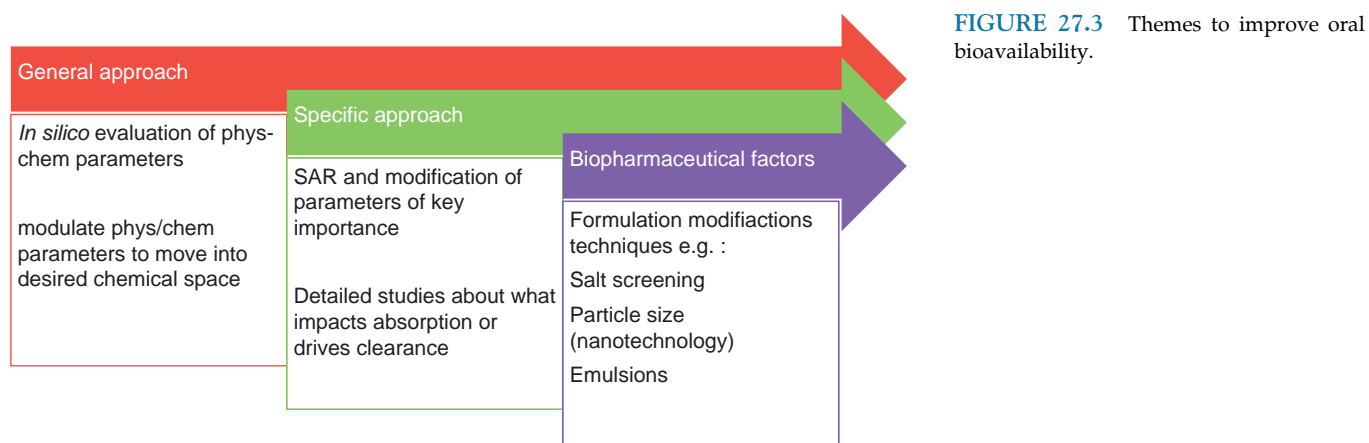 FIGURE 27.3 Themes to improve oral
bioavailability.
General approach
In silico evaluation of phys-
chem parameters
modulate phys/chem
parameters to move into
desired chemical space
Specific approach
SAR and modification of
parameters of key
importance
Detailed studies about what
impacts absorption or
drives clearance
Biopharmaceutical factors
Formulation modifiactions
techniques e.g. :
Salt screening
Particle size
(nanotechnology)
Emulsions